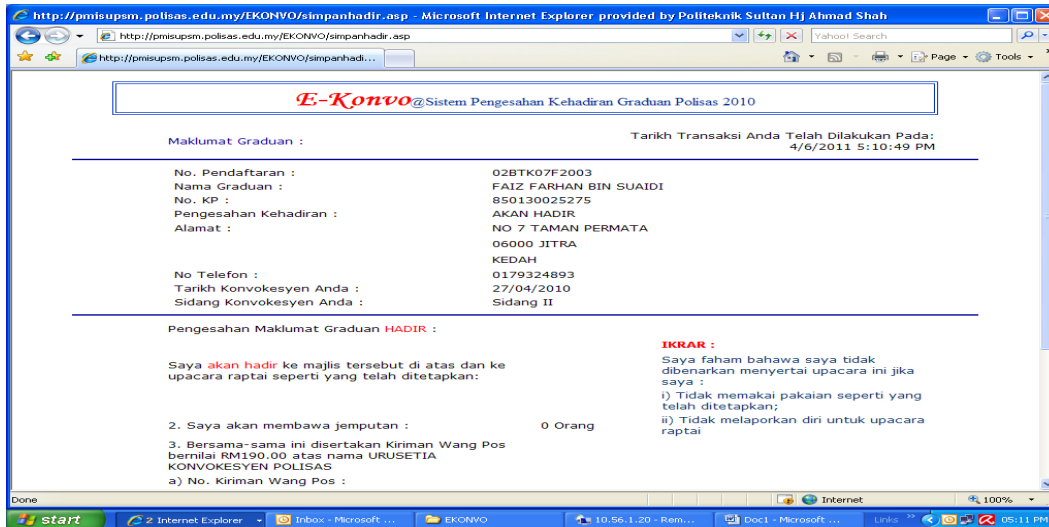 http://pmisupsm.polisas.edu.my/EKONVO/simpanhadir.asp - Microsoft Internet Explorer provided by Politeknik Sultan Hj Ahmad Shah
http://pmisupsm.polisas.edu.my/EKONVO/simpanhadir.asp
Yahoo! Search
http://pmisupsm.polisas.edu.my/EKONVO/simpanhadi...
Page
Tools
E-Konvo@Sistem Pengesahan Kehadiran Graduan Polisas 2010
Maklumat Graduan :
Tarikh Transaksi Anda Telah Dilakukan Pada:
4/6/2011 5:10:49 PM
No. Pendaftaran : 02BTK07F2003
Nama Graduan : FAIZ FARHAN BIN SUAIDI
No. KP : 850130025275
Pengesahan Kehadiran : AKAN HADIR
Alamat : NO 7 TAMAN PERMATA
06000 JITRA
KEDAH
No Telefon : 0179324893
Tarikh Konvokesyen Anda : 27/04/2010
Sidang Konvokesyen Anda : Sidang II
Pengesahan Maklumat Graduan HADIR :
Saya akan hadir ke majlis tersebut di atas dan ke
upacara raptai seperti yang telah ditetapkan:
2. Saya akan membawa jemputan : 0 Orang
3. Bersama-sama ini disertakan Kiriman Wang Pos
bernilai RM190.00 atas nama URUSETIA
KONVOKESYEN POLISAS
a) No. Kiriman Wang Pos :
IKRAR :
Saya faham bahawa saya tidak
dibenarkan menyertai upacara ini jika
saya :
i) Tidak memakai pakaian seperti yang
telah ditetapkan;
ii) Tidak melaporkan diri untuk upacara
raptai
Done
Internet
100%
start
2 Internet Explorer
Inbox - Microsoft ...
EKONVO
10.56.1.20 - Rem...
Doc1 - Microsoft ...
Links
05:11 PM